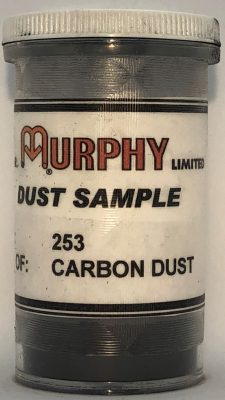 MURPHY LIMITED
DUST SAMPLE
253
OF: CARBON DUST